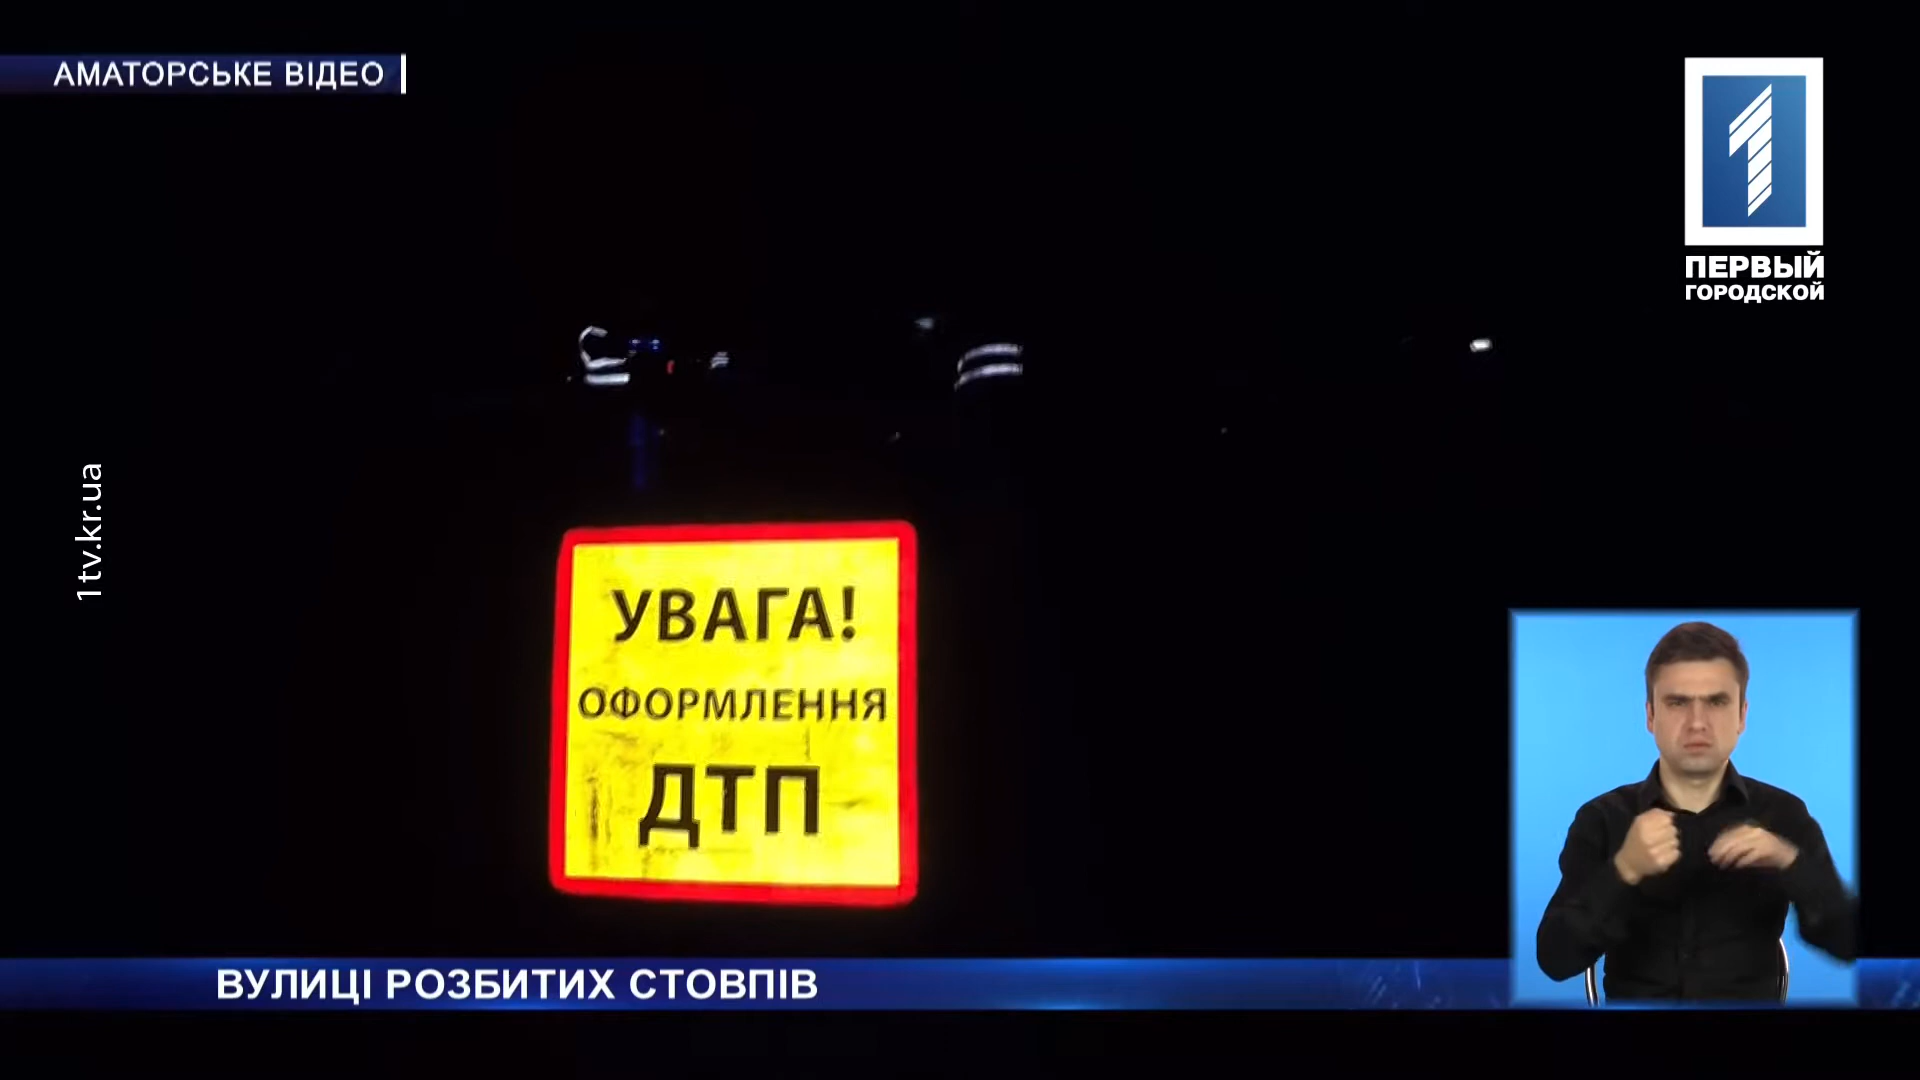 АМАТОРСЬКЕ ВІДЕО
ПЕРВЫЙ
ГОРОДСКОЙ
1tv.kr.ua
УВАГА!
ОФОРМЛЕННЯ
ДТП
ВУЛИЦІ РОЗБИТИХ СТОВПІВ